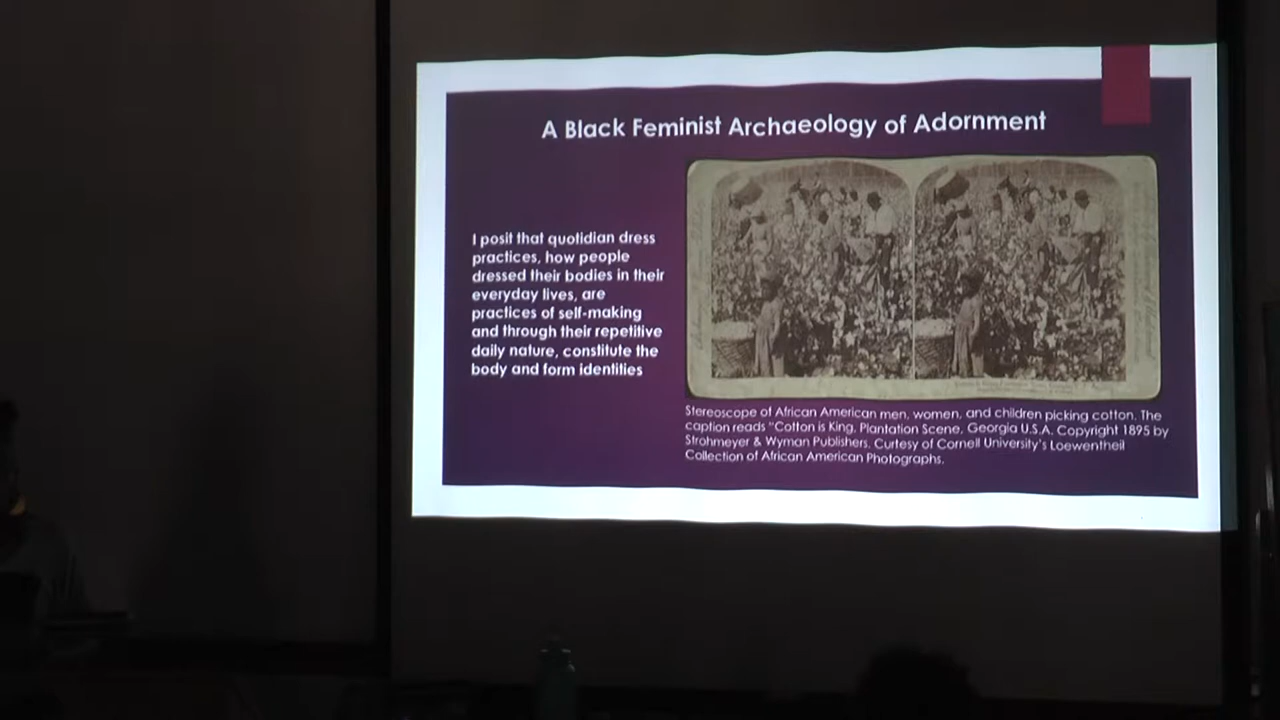 A Black Feminist Archaeology of Adornment
I posit that quotidian dress
practices, how people
dressed their bodies in their
everyday lives, are
practices of self-making
and through their repetitive
daily nature, constitute the
body and form identities
Stereoscope of African American men, women, and children picking cotton. The
caption reads "Cotton is King, Plantation Scene, Georgia U.S.A. Copyright 1895 by
Strohmeyer & Wyman Publishers. Curtesy of Cornell University's Loewentheil
Collection of African American Photographs.